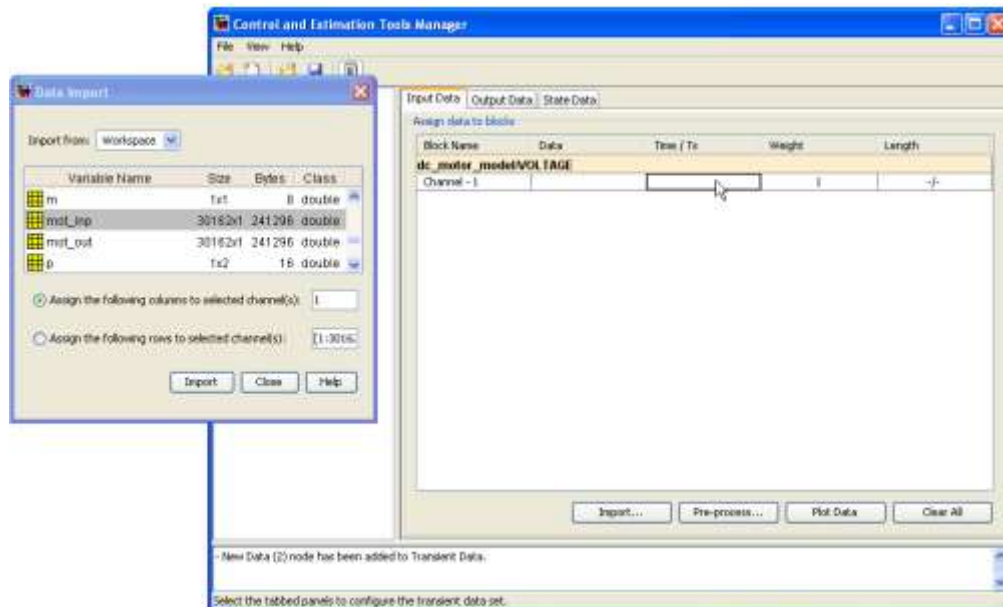 Control and Estimation Tools Manager
File View Help
Data Import
Import from: Workspace
Variable Name Size Bytes Class
m 1x1 8 double
mot_inp 30162x1 241296 double
mot_out 30162x1 241296 double
p 1x2 16 double
Assign the following columns to selected channel(s): 1
Assign the following rows to selected channel(s): [1:3016
Import Close Help
Input Data Output Data State Data
Assign data to blocks
Block Name Data Time / Ts Weight Length
dc_motor_model/VOLTAGE
Channel - 1 1 -/-
Import... Pre-process... Plot Data Clear All
- New Data (2) node has been added to Transient Data.
Select the tabbed panels to configure the transient data set.